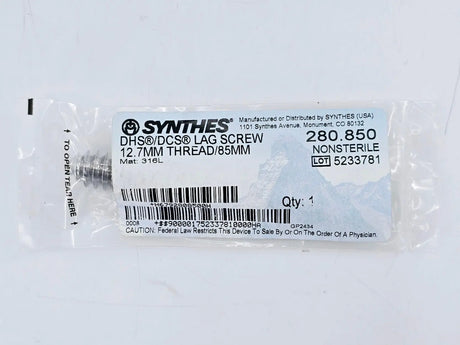 SYNTHES®
Manufactured or Distributed by SYNTHES (USA)
1101 Synthes Avenue, Monument, CO 80132
DHS®/DCS® LAG SCREW
12.7MM THREAD/85MM
Mat: 316L
280.850
NONSTERILE
LOT 5233781
TO OPEN TEAR HERE
Qty: 1
*H6792808500H
0008
+$$900001752337810000HR
GP2434
CAUTION: Federal Law Restricts This Device To Sale By Or On The Order Of A Physician.